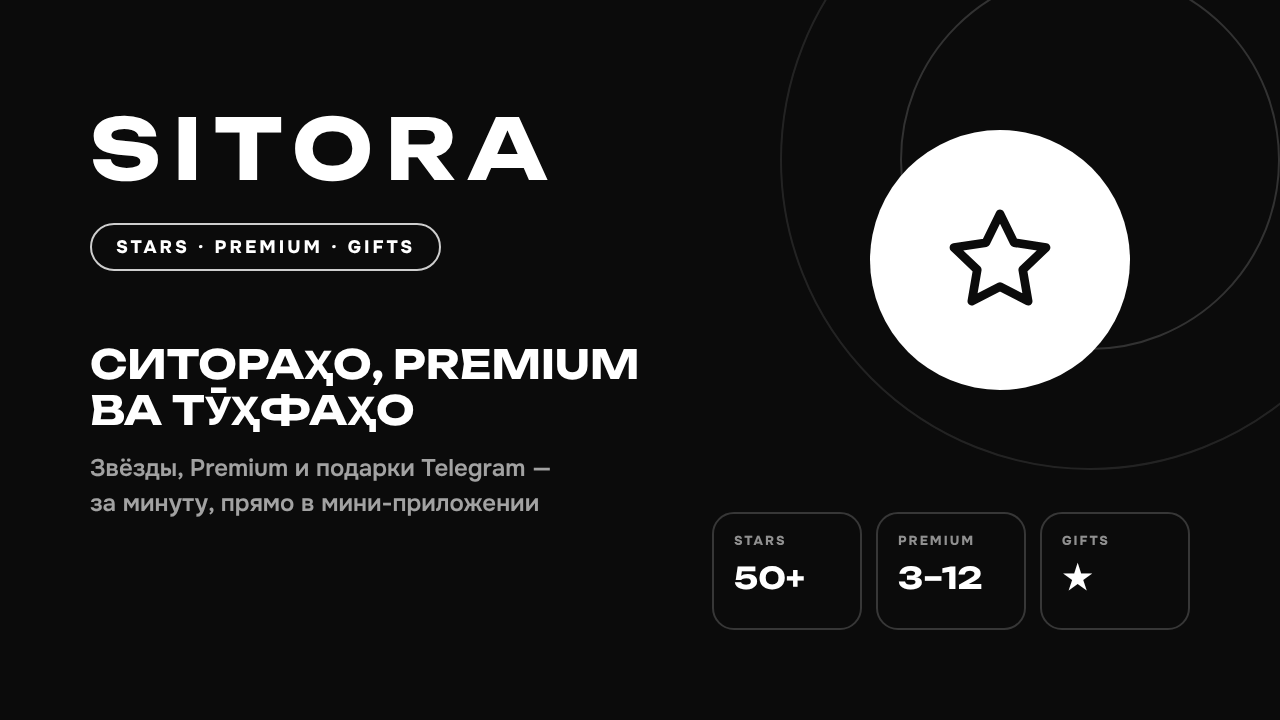 SITORA
STARS · PREMIUM · GIFTS
СИТОРАҲО, PREMIUM
ВА ТӮҲФАҲО
Звёзды, Premium и подарки Telegram —
за минуту, прямо в мини-приложении
STARS
50+
PREMIUM
3–12
GIFTS
★